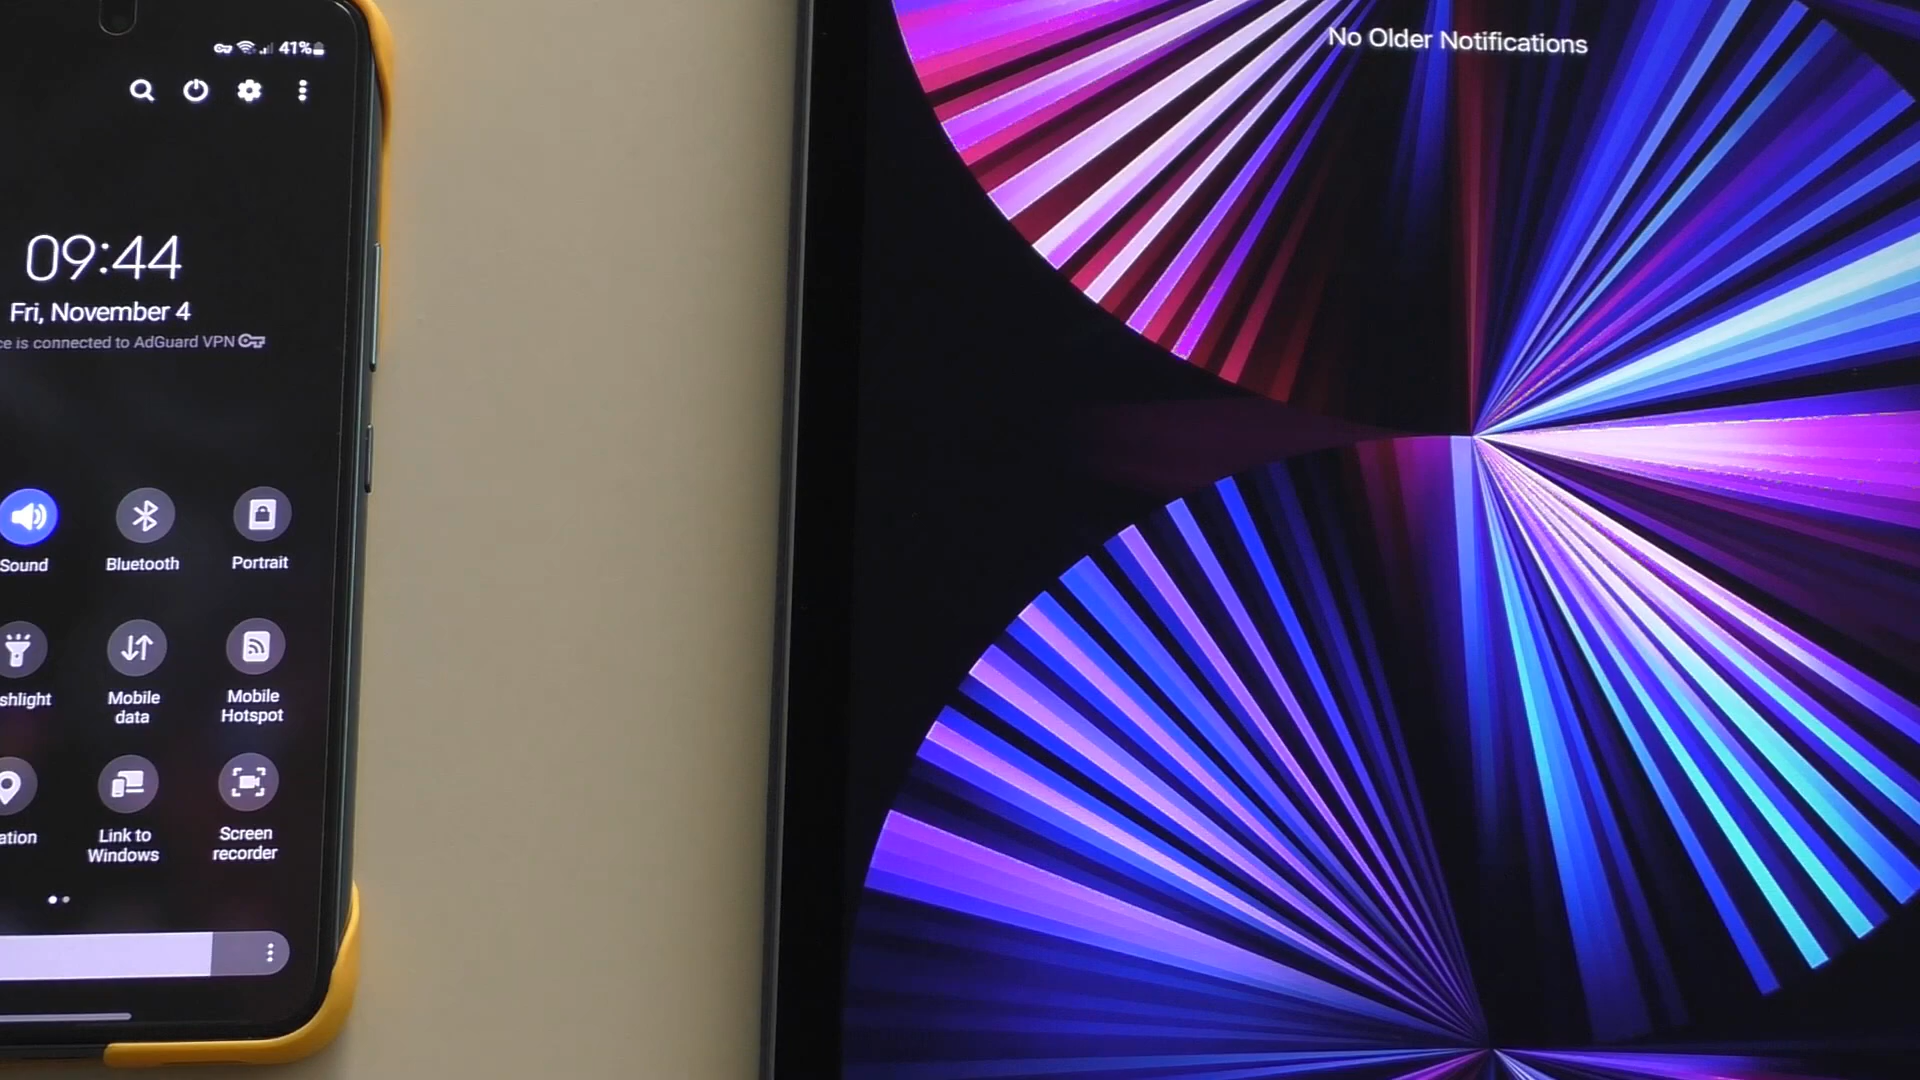 41%
09:44
Fri, November 4
ce is connected to AdGuard VPN
Sound
Bluetooth
Portrait
shlight
Mobile
data
Mobile
Hotspot
ation
Link to
Windows
Screen
recorder
No Older Notifications